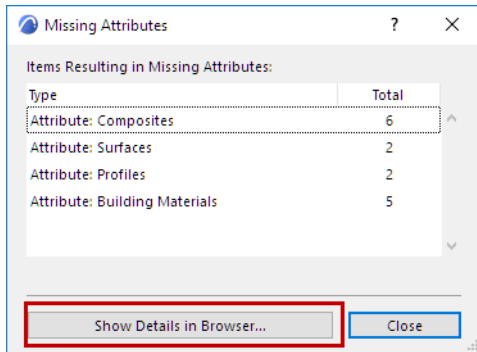 Missing Attributes ?
Items Resulting in Missing Attributes:
Type Total
Attribute: Composites 6
Attribute: Surfaces 2
Attribute: Profiles 2
Attribute: Building Materials 5
Show Details in Browser... Close